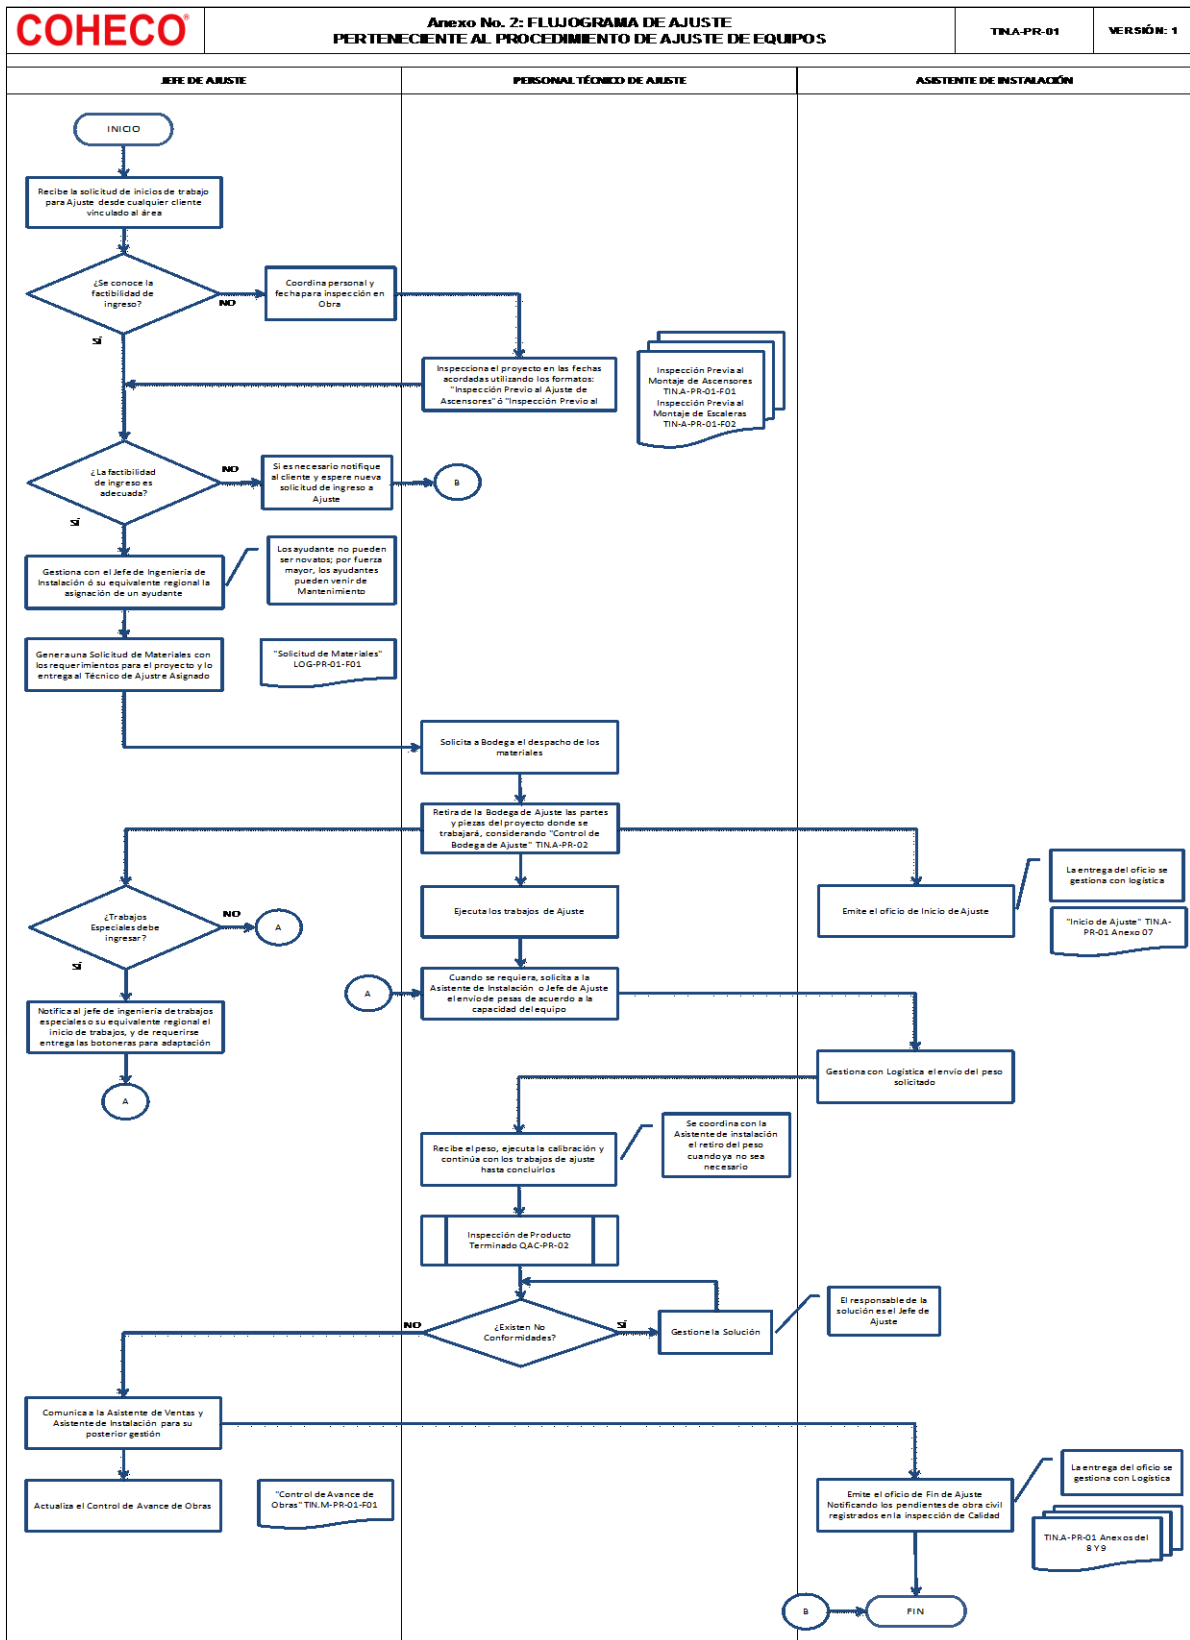 COHECO
Anexo No. 2: FLUJOGRAMA DE AJUSTE
PERTENECIENTE AL PROCEDIMIENTO DE AJUSTE DE EQUIPOS
TIN.A-PR-01
VERSIÓN: 1
JEFE DE AJUSTE
PERSONAL TÉCNICO DE AJUSTE
ASISTENTE DE INSTALACIÓN
INICIO
Recibe la solicitud de inicios de trabajo
para Ajuste desde cualquier cliente
vinculado al área
¿Se conoce la
factibilidad de
ingreso?
NO
SÍ
Coordina personal y
fecha para inspección en
Obra
Inspecciona el proyecto en las fechas
acordadas utilizando los formatos:
"Inspección Previo al Ajuste de
Ascensores" ó "Inspección Previo al
Inspección Previa al
Montaje de Ascensores
TIN.A-PR-01-F01
Inspección Previa al
Montaje de Escaleras
TIN-A-PR-01-F02
¿La factibilidad
de ingreso es
adecuada?
NO
SÍ
Si es necesario notifique
al cliente y espere nueva
solicitud de ingreso a
Ajuste
B
Gestiona con el Jefe de Ingeniería de
Instalación ó su equivalente regional la
asignación de un ayudante
Los ayudante no pueden
ser novatos; por fuerza
mayor, los ayudantes
pueden venir de
Mantenimiento
Genera una Solicitud de Materiales con
los requerimientos para el proyecto y lo
entrega al Técnico de Ajustre Asignado
"Solicitud de Materiales"
LOG-PR-01-F01
Solicita a Bodega el despacho de los
materiales
Retira de la Bodega de Ajuste las partes
y piezas del proyecto donde se
trabajará, considerando "Control de
Bodega de Ajuste" TIN.A-PR-02
¿Trabajos
Especiales debe
ingresar?
NO
SÍ
A
Ejecuta los trabajos de Ajuste
Emite el oficio de Inicio de Ajuste
La entrega del oficio se
gestiona con logística
"Inicio de Ajuste" TIN.A-
PR-01 Anexo 07
A
Cuando se requiera, solicita a la
Asistente de Instalación o Jefe de Ajuste
el envío de pesas de acuerdo a la
capacidad del equipo
Notifica al jefe de ingeniería de trabajos
especiales o su equivalente regional el
inicio de trabajos, y de requerirse
entrega las botoneras para adaptación
A
Gestiona con Logística el envío del peso
solicitado
Recibe el peso, ejecuta la calibración y
continúa con los trabajos de ajuste
hasta concluirlos
Se coordina con la
Asistente de instalación
el retiro del peso
cuando ya no sea
necesario
Inspección de Producto
Terminado QAC-PR-02
¿Existen No
Conformidades?
NO
SÍ
Gestione la Solución
El responsable de la
solución es el Jefe de
Ajuste
Comunica a la Asistente de Ventas y
Asistente de Instalación para su
posterior gestión
Actualiza el Control de Avance de Obras
"Control de Avance de
Obras" TIN.M-PR-01-F01
Emite el oficio de Fin de Ajuste
Notificando los pendientes de obra civil
registrados en la inspección de Calidad
La entrega del oficio se
gestiona con Logística
TIN.A-PR-01 Anexos del
8 Y 9
B
FIN